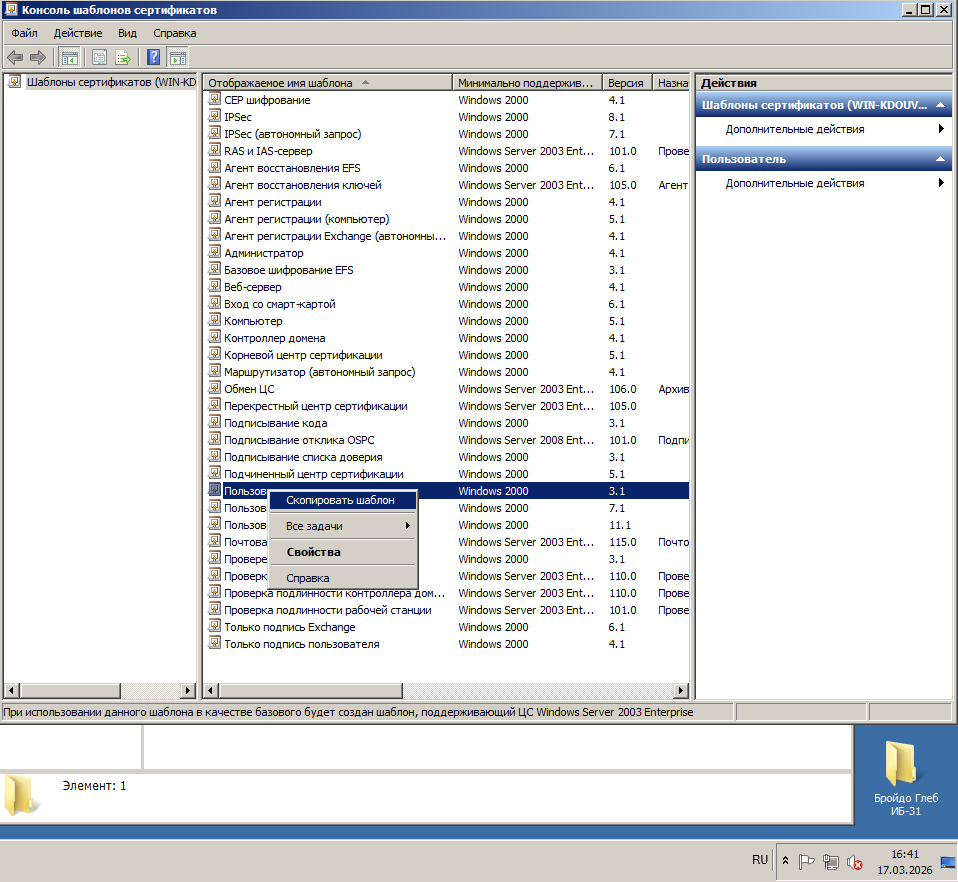 Консоль шаблонов сертификатов
Файл Действие Вид Справка
Шаблоны сертификатов (WIN-KD
Отображаемое имя шаблона Минимально поддержив... Версия Назна
CEP шифрование Windows 2000 4.1
IPSec Windows 2000 8.1
IPSec (автономный запрос) Windows 2000 7.1
RAS и IAS-сервер Windows Server 2003 Ent... 101.0 Прове
Агент восстановления EFS Windows 2000 6.1
Агент восстановления ключей Windows Server 2003 Ent... 105.0 Агент
Агент регистрации Windows 2000 4.1
Агент регистрации (компьютер) Windows 2000 5.1
Агент регистрации Exchange (автономны... Windows 2000 4.1
Администратор Windows 2000 4.1
Базовое шифрование EFS Windows 2000 3.1
Веб-сервер Windows 2000 4.1
Вход со смарт-картой Windows 2000 6.1
Компьютер Windows 2000 5.1
Контроллер домена Windows 2000 4.1
Корневой центр сертификации Windows 2000 5.1
Маршрутизатор (автономный запрос) Windows 2000 4.1
Обмен ЦС Windows Server 2003 Ent... 106.0 Архив
Перекрестный центр сертификации Windows Server 2003 Ent... 105.0
Подписывание кода Windows 2000 3.1
Подписывание отклика OSPC Windows Server 2008 Ent... 101.0 Подпи
Подписывание списка доверия Windows 2000 3.1
Подчиненный центр сертификации Windows 2000 5.1
Пользов Windows 2000 3.1
Пользов Windows 2000 7.1
Пользов Windows 2000 11.1
Почтова Windows Server 2003 Ent... 115.0 Почто
Провере Windows 2000 3.1
Проверк Windows Server 2003 Ent... 110.0 Прове
Проверка подлинности контроллера дом... Windows Server 2003 Ent... 110.0 Прове
Проверка подлинности рабочей станции Windows Server 2003 Ent... 101.0 Прове
Только подпись Exchange Windows 2000 6.1
Только подпись пользователя Windows 2000 4.1
Скопировать шаблон
Все задачи
Свойства
Справка
Действия
Шаблоны сертификатов (WIN-KDOUV...
Дополнительные действия
Пользователь
Дополнительные действия
При использовании данного шаблона в качестве базового будет создан шаблон, поддерживающий ЦС Windows Server 2003 Enterprise
Элемент: 1
Бройдо Глеб
ИБ-31
RU
16:41
17.03.2026